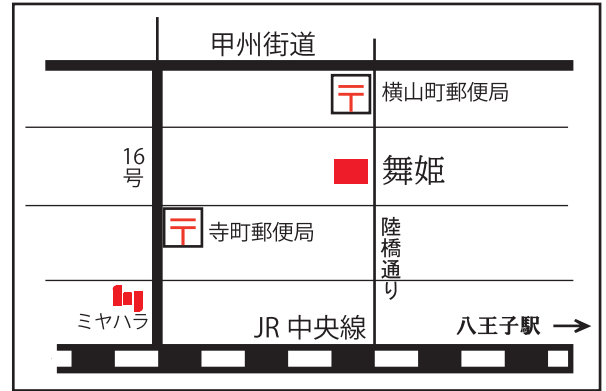 甲州街道
横山町郵便局
16
号
舞姫
寺町郵便局
陸橋通り
ミヤハラ
JR 中央線
八王子駅